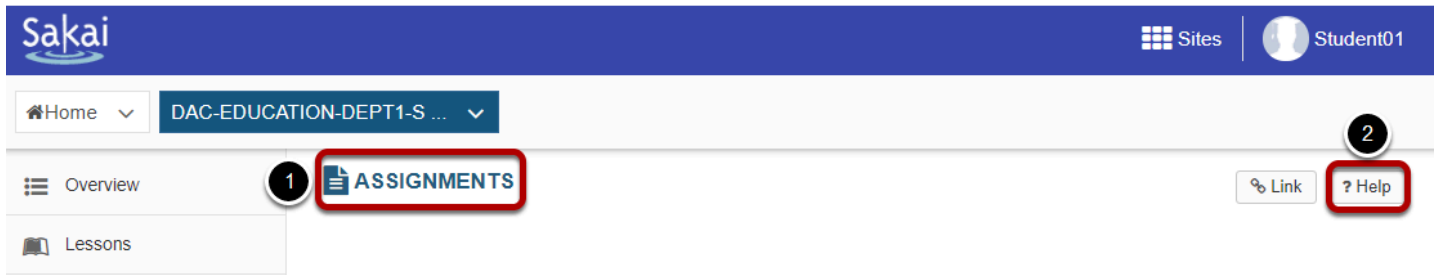 Sakai
Sites
Student01
Home
DAC-EDUCATION-DEPT1-S ...
2
Overview
1
ASSIGNMENTS
Link
? Help
Lessons